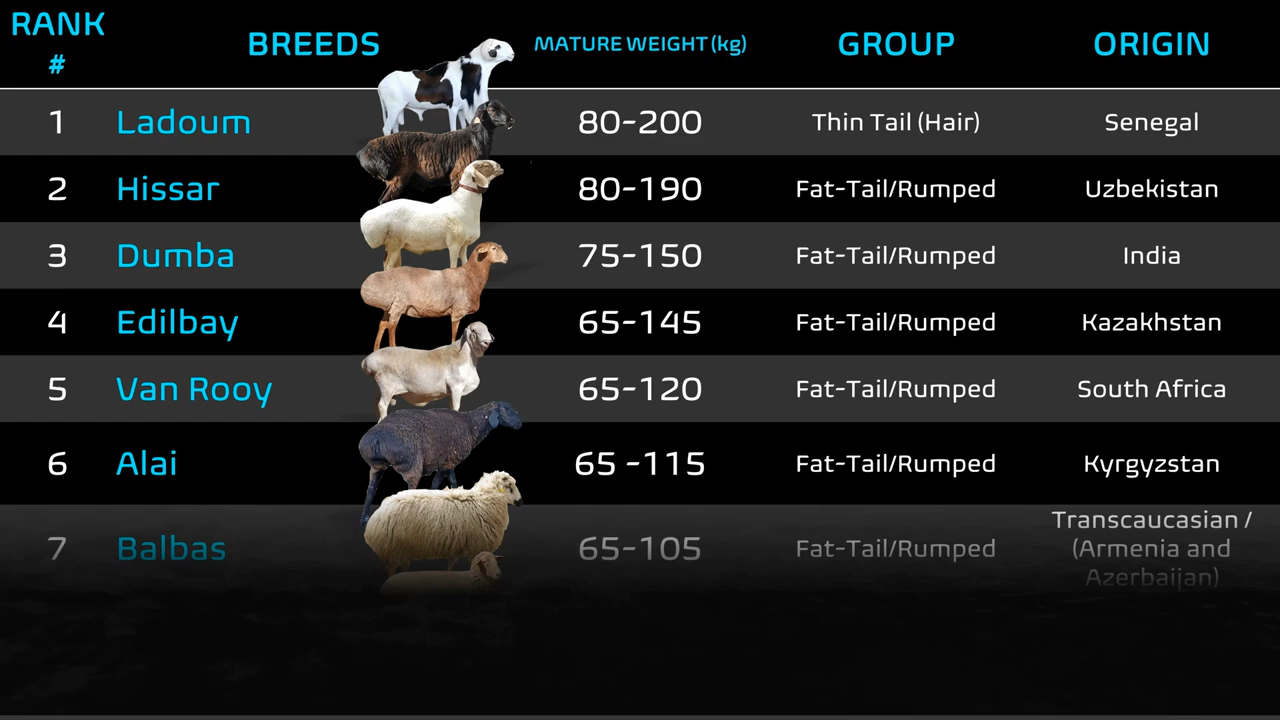 RANK
#
BREEDS
MATURE WEIGHT (kg)
GROUP
ORIGIN
1 Ladoum 80-200 Thin Tail (Hair) Senegal
2 Hissar 80-190 Fat-Tail/Rumped Uzbekistan
3 Dumba 75-150 Fat-Tail/Rumped India
4 Edilbay 65-145 Fat-Tail/Rumped Kazakhstan
5 Van Rooy 65-120 Fat-Tail/Rumped South Africa
6 Alai 65 -115 Fat-Tail/Rumped Kyrgyzstan
7 Balbas 65-105 Fat-Tail/Rumped Transcaucasian /
(Armenia and
Azerbaijan)